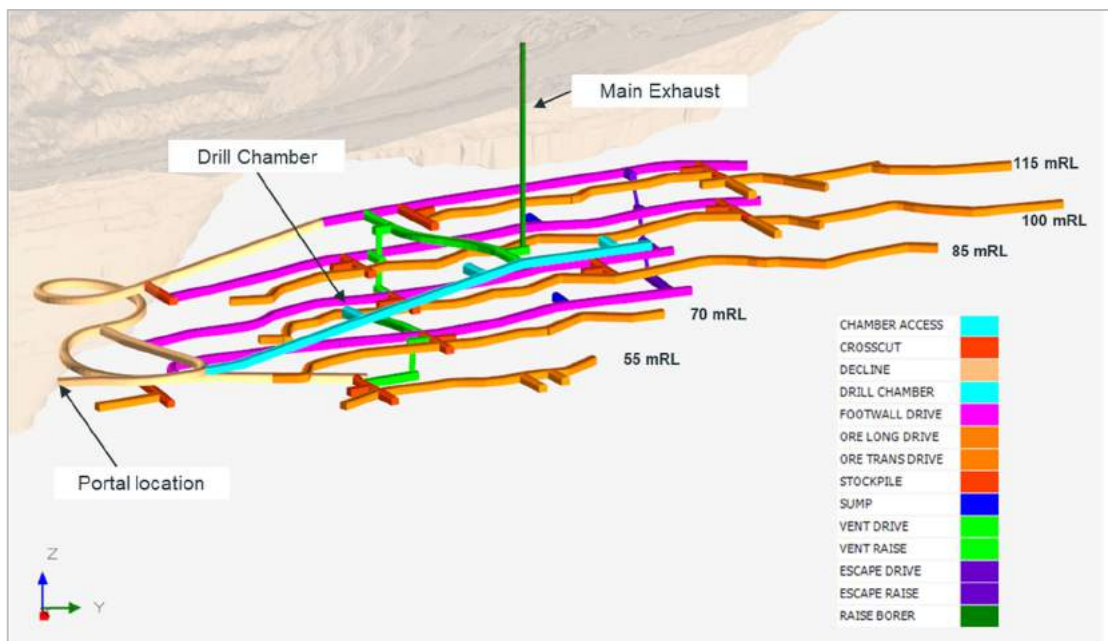 Main Exhaust
Drill Chamber
115 mRL
100 mRL
85 mRL
70 mRL
55 mRL
Portal location
CHAMBER ACCESS
CROSSCUT
DECLINE
DRILL CHAMBER
FOOTWALL DRIVE
ORE LONG DRIVE
ORE TRANS DRIVE
STOCKPILE
SUMP
VENT DRIVE
VENT RAISE
ESCAPE DRIVE
ESCAPE RAISE
RAISE BORER
Z
Y